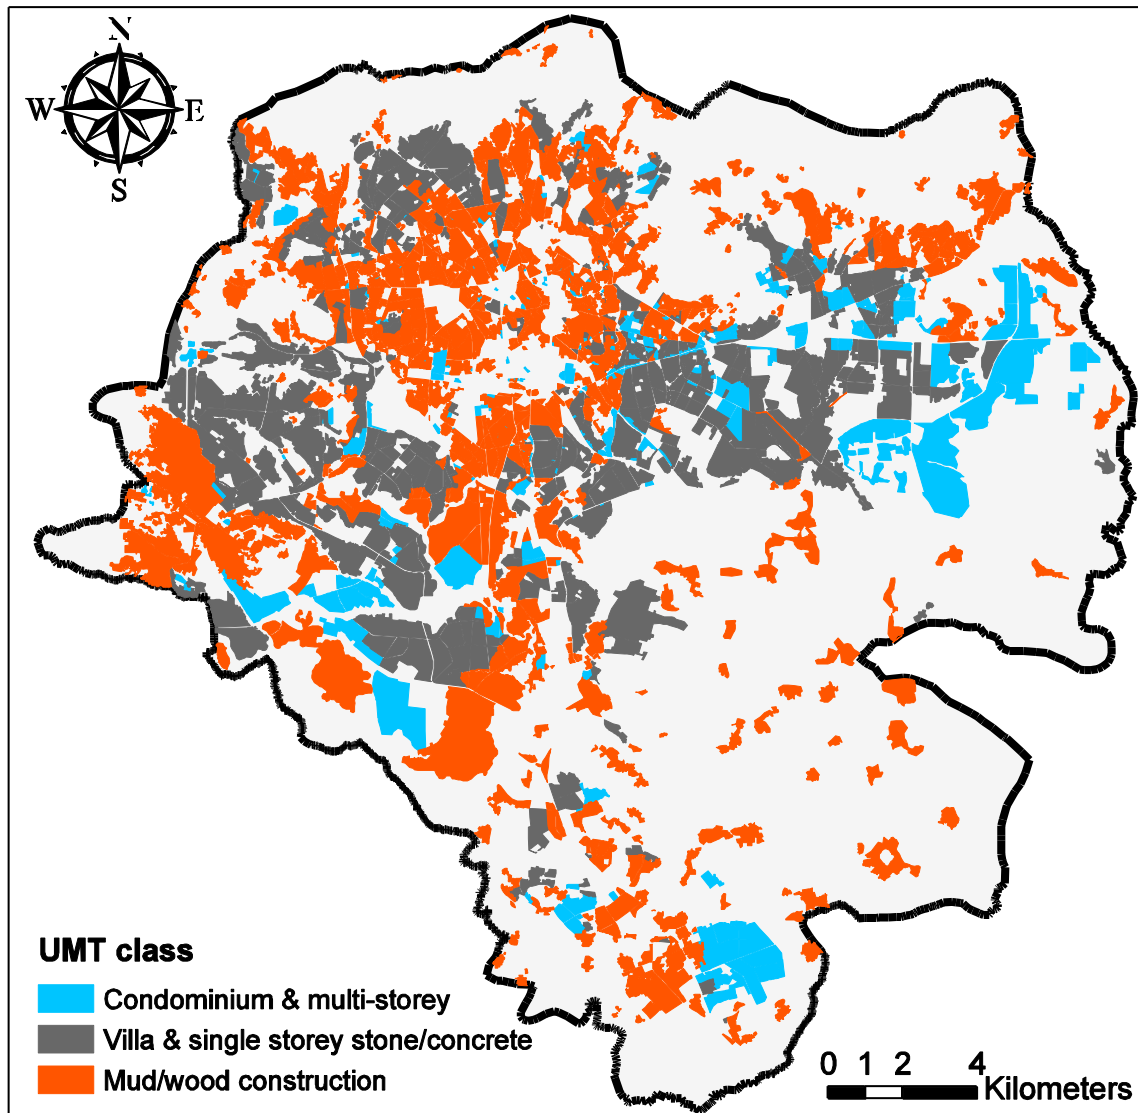 N
W E
S
UMT class
Condominium & multi-storey
Villa & single storey stone/concrete
Mud/wood construction
0 1 2 4
Kilometers